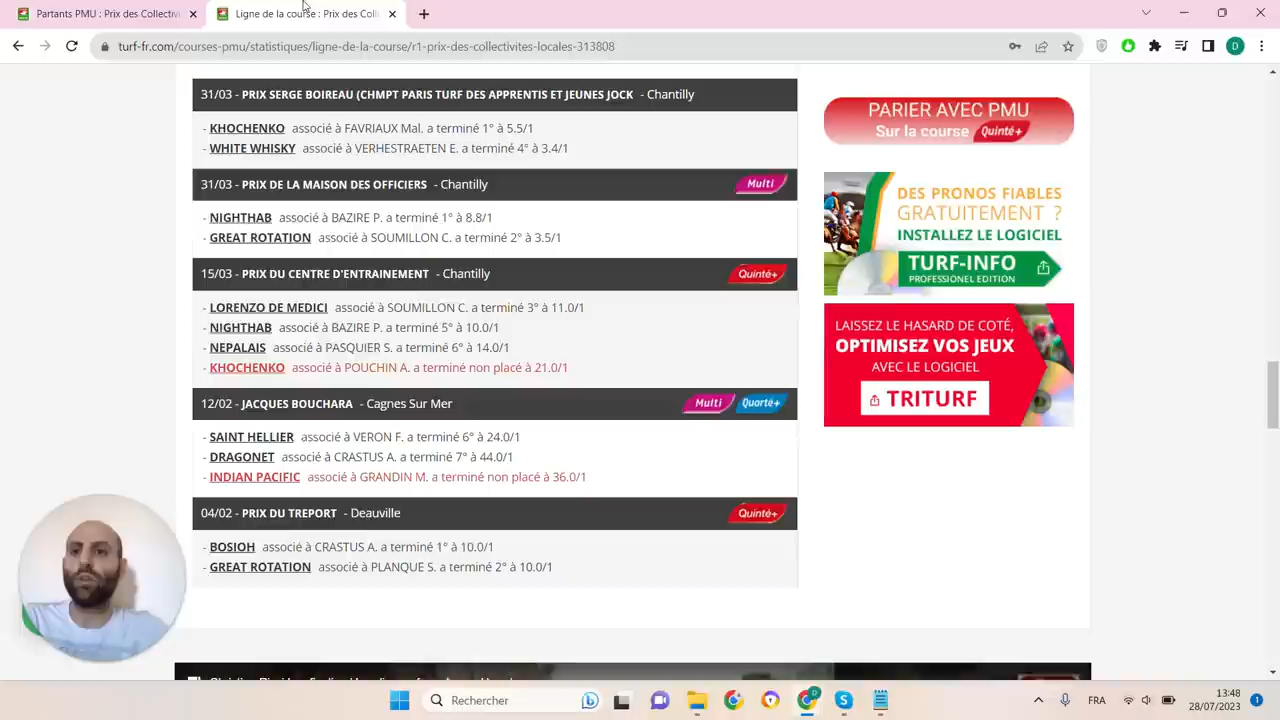 Partants du : Prix des Collectiv
Ligne de la course : Prix des Coll
turf-fr.com/courses-pmu/statistiques/ligne-de-la-course/r1-prix-des-collectivites-locales-313808
D
31/03 - PRIX SERGE BOIREAU (CHMPT PARIS TURF DES APPRENTIS ET JEUNES JOCK - Chantilly
- KHOCHENKO associé à FAVRIAUX Mal. a terminé 1° à 5.5/1
- WHITE WHISKY associé à VERHESTRAETEN E. a terminé 4° à 3.4/1
31/03 - PRIX DE LA MAISON DES OFFICIERS - Chantilly Multi
- NIGHTHAB associé à BAZIRE P. a terminé 1° à 8.8/1
- GREAT ROTATION associé à SOUMILLON C. a terminé 2° à 3.5/1
15/03 - PRIX DU CENTRE D'ENTRAINEMENT - Chantilly Quinté+
- LORENZO DE MEDICI associé à SOUMILLON C. a terminé 3° à 11.0/1
- NIGHTHAB associé à BAZIRE P. a terminé 5° à 10.0/1
- NEPALAIS associé à PASQUIER S. a terminé 6° à 14.0/1
- KHOCHENKO associé à POUCHIN A. a terminé non placé à 21.0/1
12/02 - JACQUES BOUCHARA - Cagnes Sur Mer Multi Quarté+
- SAINT HELLIER associé à VERON F. a terminé 6° à 24.0/1
- DRAGONET associé à CRASTUS A. a terminé 7° à 44.0/1
- INDIAN PACIFIC associé à GRANDIN M. a terminé non placé à 36.0/1
04/02 - PRIX DU TREPORT - Deauville Quinté+
- BOSIOH associé à CRASTUS A. a terminé 1° à 10.0/1
- GREAT ROTATION associé à PLANQUE S. a terminé 2° à 10.0/1
PARIER AVEC PMU
Sur la course Quinté+
DES PRONOS FIABLES
GRATUITEMENT ?
INSTALLEZ LE LOGICIEL
TURF-INFO
PROFESSIONEL EDITION
LAISSEZ LE HASARD DE COTÉ,
OPTIMISEZ VOS JEUX
AVEC LE LOGICIEL
TRITURF
Rechercher
D
FRA
13:48
28/07/2023
1